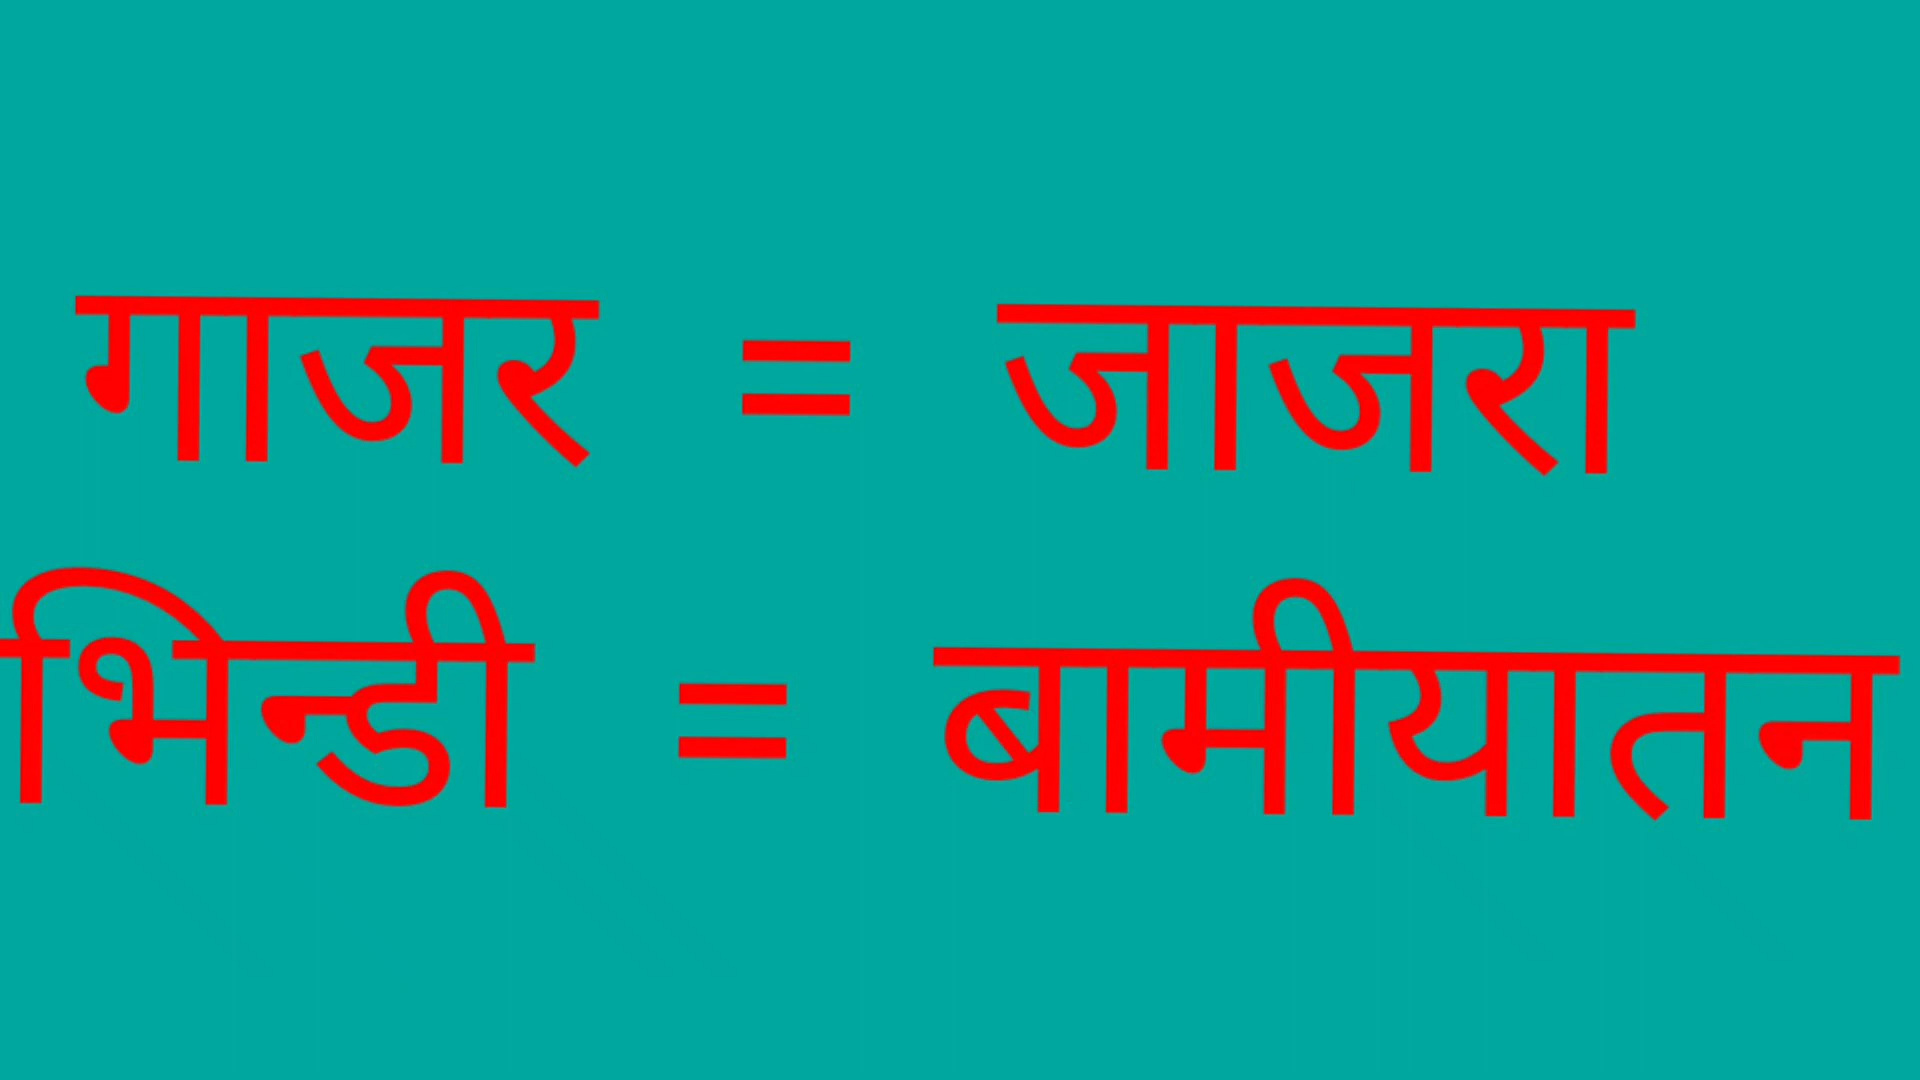 गाजर = जाजरा
भिन्डी = बामीयातन